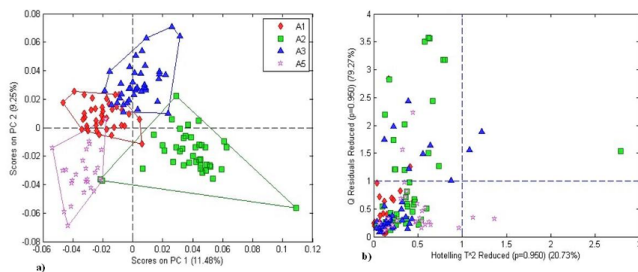 0.08
0.06
0.04
0.02
0
-0.02
-0.04
-0.06
-0.08
-0.08 -0.06 -0.04 -0.02 0 0.02 0.04 0.06 0.08 0.1 0.12
Scores on PC 2 (9.25%)
Scores on PC 1 (11.48%)
A1
A2
A3
A5
a)
4
3.5
3
2.5
2
1.5
1
0.5
0
0 0.5 1 1.5 2 2.5
Q Residuals Reduced (p=0.950) (79.27%)
Hotelling T^2 Reduced (p=0.950) (20.73%)
b)